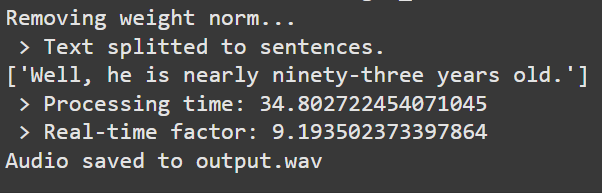 Removing weight norm...
 > Text splitted to sentences.
['Well, he is nearly ninety-three years old.']
 > Processing time: 34.802722454071045
 > Real-time factor: 9.193502373397864
Audio saved to output.wav